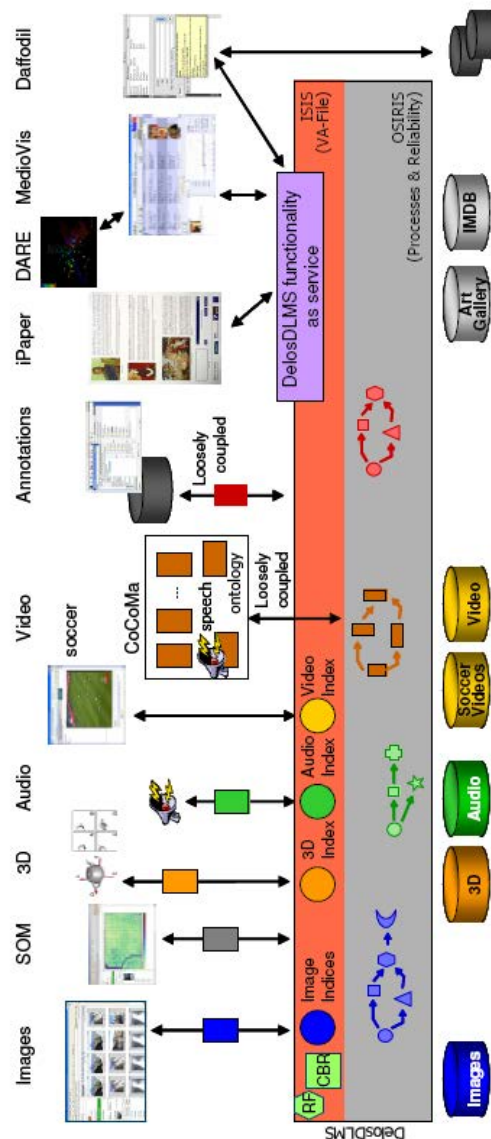 Images
SOM
3D
Audio
Video
Annotations
iPaper
DARE
MedioVis
Daffodil
soccer
CoCoMa
speech
ontology
Loosely
coupled
Loosely
coupled
DelosDLMS functionality
as service
RF
CBR
Image
Indices
3D
Index
Audio
Index
Video
Index
ISIS
(VA-File)
OSIRIS
(Processes & Reliability)
DelosDLMS
Images
3D
Audio
Soccer
Videos
Video
Art
Gallery
IMDB